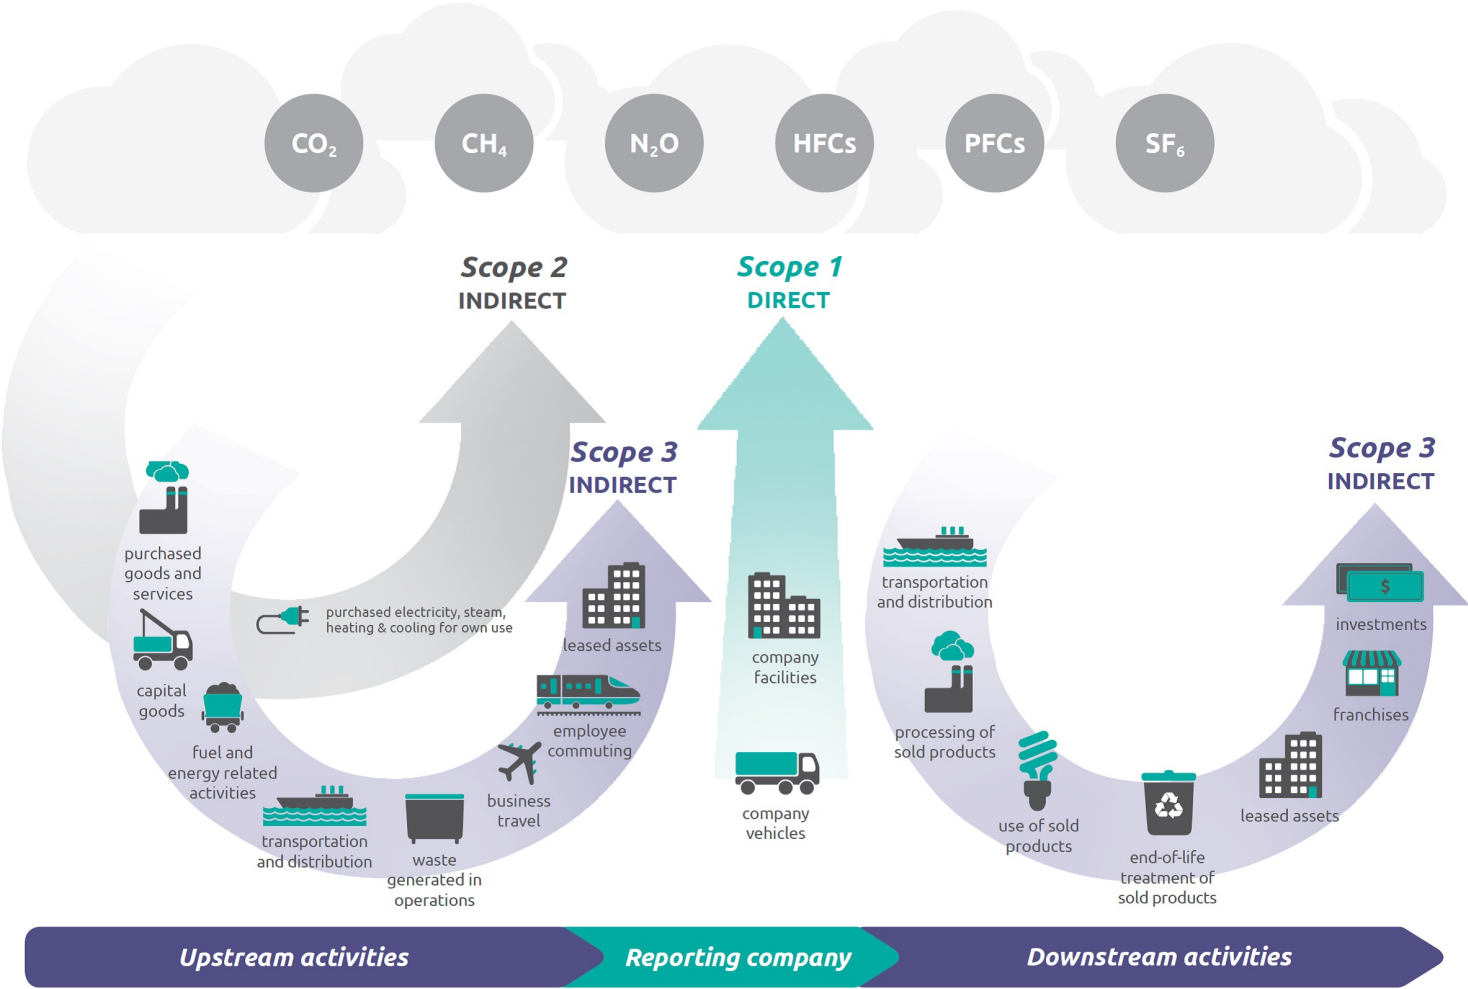 CO₂
CH₄
N₂O
HFCs
PFCs
SF₆
Scope 2
INDIRECT
Scope 1
DIRECT
Scope 3
INDIRECT
Scope 3
INDIRECT
purchased
goods and
services
capital
goods
fuel and
energy related
activities
transportation
and distribution
waste
generated in
operations
business
travel
employee
commuting
leased assets
purchased electricity, steam,
heating & cooling for own use
company
facilities
company
vehicles
transportation
and distribution
processing of
sold products
use of sold
products
end-of-life
treatment of
sold products
leased assets
franchises
$
investments
Upstream activities
Reporting company
Downstream activities